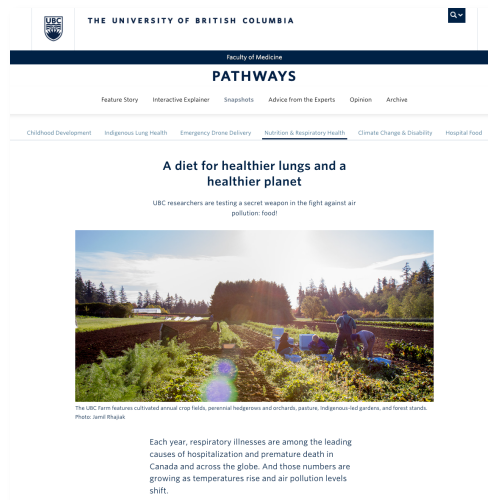 UBC
THE UNIVERSITY OF BRITISH COLUMBIA
Faculty of Medicine
PATHWAYS
Feature Story Interactive Explainer Snapshots Advice from the Experts Opinion Archive
Childhood Development Indigenous Lung Health Emergency Drone Delivery Nutrition & Respiratory Health Climate Change & Disability Hospital Food
A diet for healthier lungs and a
healthier planet
UBC researchers are testing a secret weapon in the fight against air
pollution: food!
The UBC Farm features cultivated annual crop fields, perennial hedgerows and orchards, pasture, Indigenous-led gardens, and forest stands.
Photo: Jamil Rhajiak
Each year, respiratory illnesses are among the leading
causes of hospitalization and premature death in
Canada and across the globe. And those numbers are
growing as temperatures rise and air pollution levels
shift.